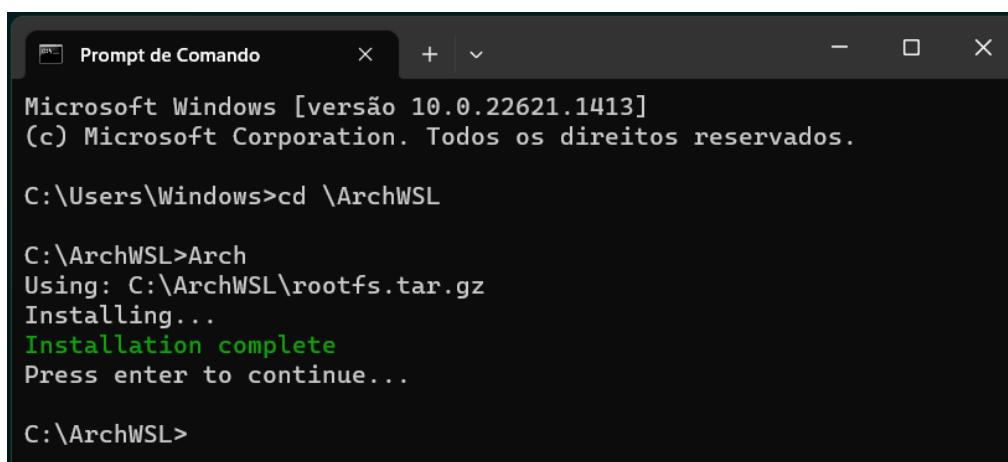 Prompt de Comando
Microsoft Windows [versão 10.0.22621.1413]
(c) Microsoft Corporation. Todos os direitos reservados.
C:\Users\Windows>cd \ArchWSL
C:\ArchWSL>Arch
Using: C:\ArchWSL\rootfs.tar.gz
Installing...
Installation complete
Press enter to continue...
C:\ArchWSL>